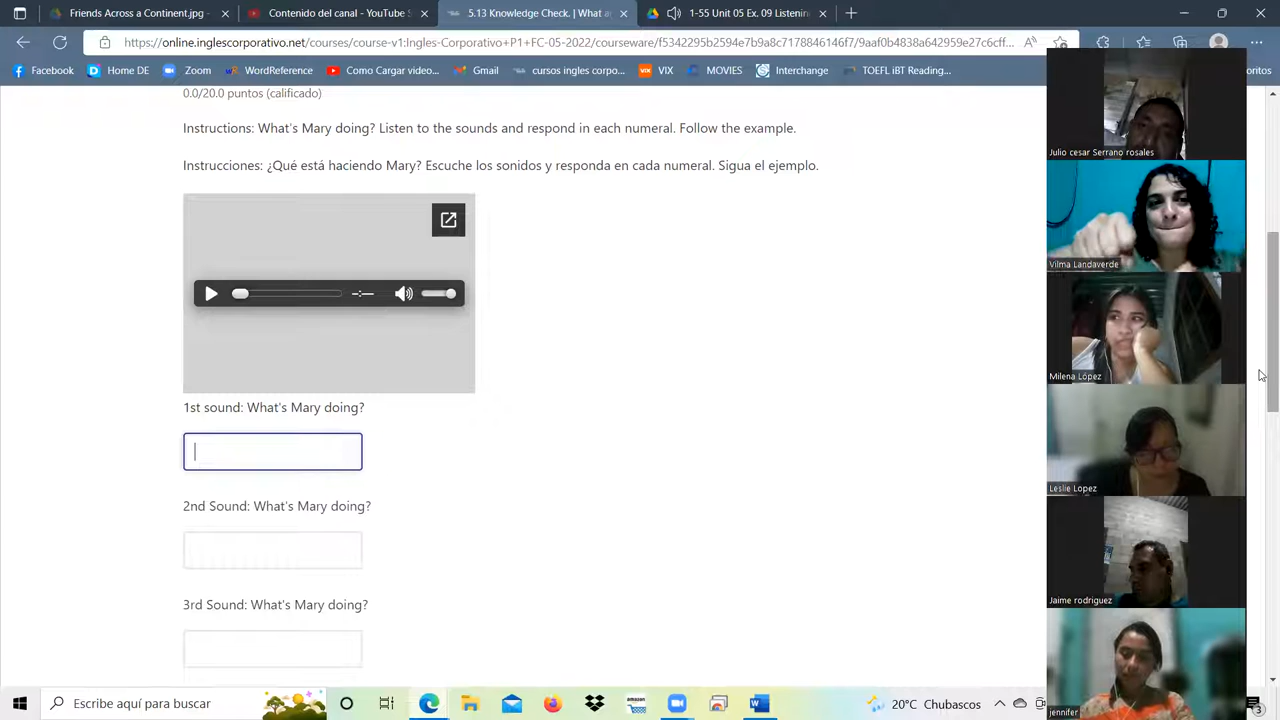 Friends Across a Continent.jpg -
Contenido del canal - YouTube S
5.13 Knowledge Check. | What a
1-55 Unit 05 Ex. 09 Listenin
https://online.inglescorporativo.net/courses/course-v1:Ingles-Corporativo+P1+FC-05-2022/courseware/f5342295b2594e7b9a8c7178846146f7/9aaf0b4838a642959e27c6cff...
Facebook
Home DE
Zoom
WordReference
Como Cargar video...
Gmail
cursos ingles corpo...
VIX
MOVIES
Interchange
TOEFL iBT Reading...
oritos
0.0/20.0 puntos (calificado)
Instructions: What's Mary doing? Listen to the sounds and respond in each numeral. Follow the example.
Instrucciones: ¿Qué está haciendo Mary? Escuche los sonidos y responda en cada numeral. Siga el ejemplo.
1st sound: What's Mary doing?
2nd Sound: What's Mary doing?
3rd Sound: What's Mary doing?
Julio cesar Serrano rosales
Vilma Landaverde
Milena López
Leslie Lopez
Jaime rodriguez
jennifer
Escribe aquí para buscar
amazon
20°C Chubascos
3